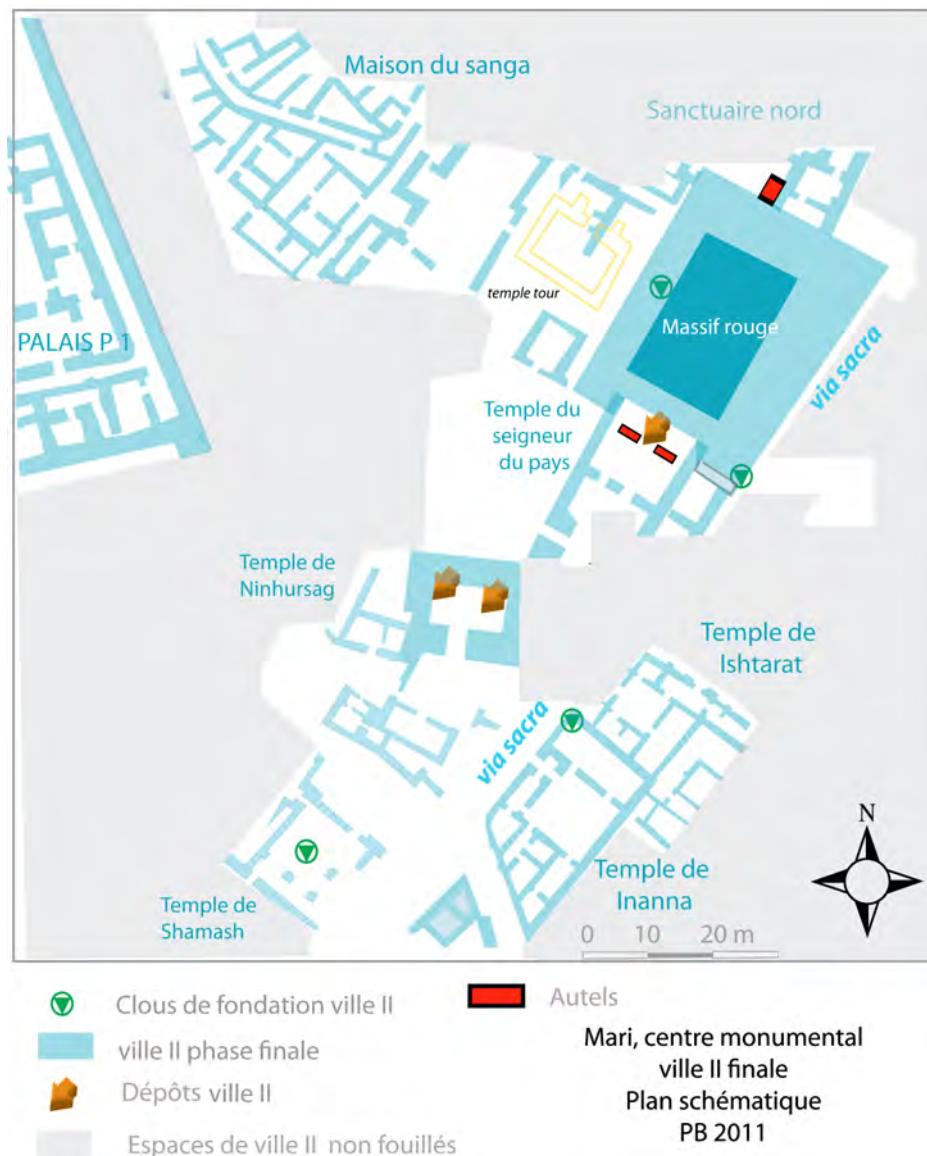 Maison du sanga
Sanctuaire nord
temple tour
Massif rouge
PALAIS P 1
via sacra
Temple du
seigneur
du pays
Temple de
Ninhursag
Temple de
Ishtarat
via sacra
N
Temple de
Inanna
Temple de
Shamash
0 10 20 m
Clous de fondation ville II
Autels
ville II phase finale
Dépôts ville II
Espaces de ville II non fouillés
Mari, centre monumental
ville II finale
Plan schématique
PB 2011